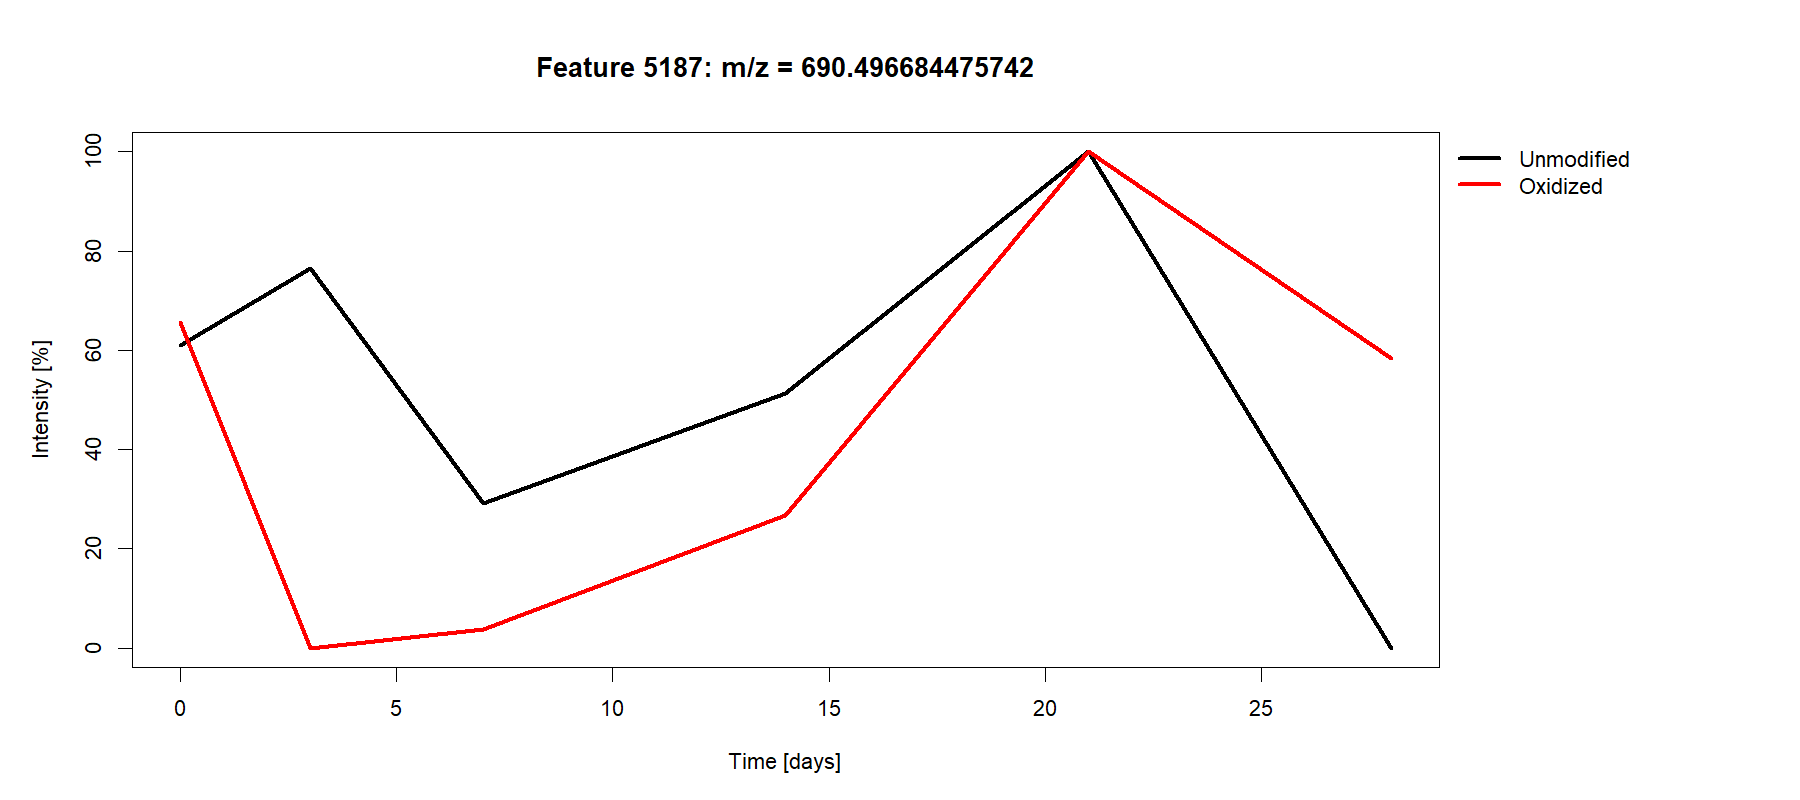 Feature 5187: m/z = 690.496684475742
Unmodified
Oxidized
Intensity [%]
100
80
60
40
20
0
0 5 10 15 20 25
Time [days]